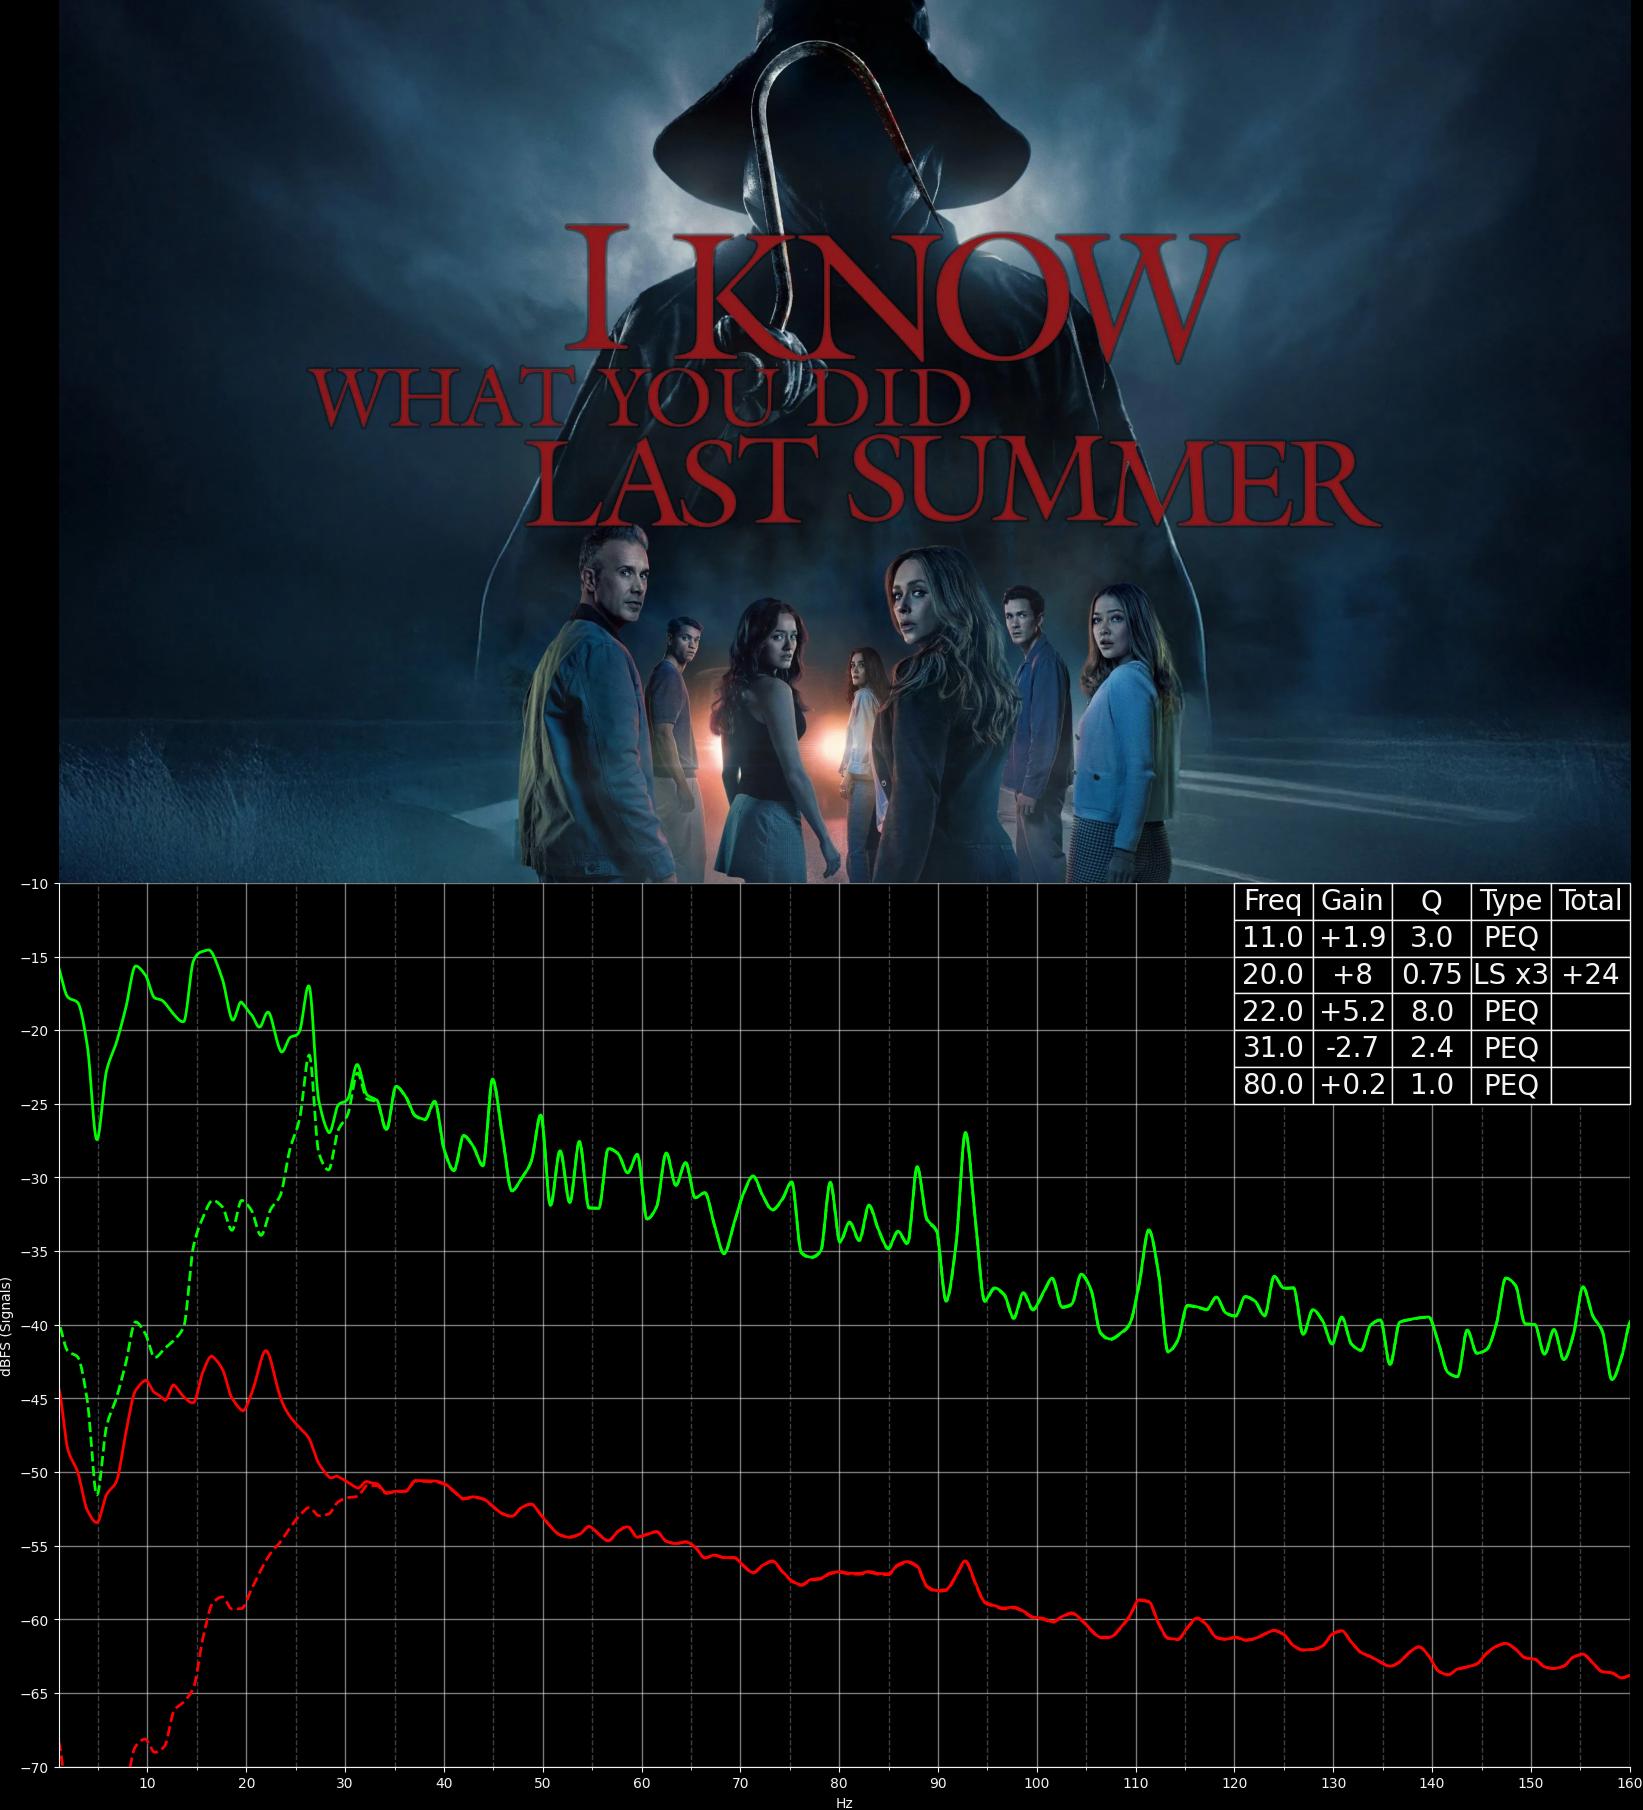 I KNOW
WHAT YOU DID
LAST SUMMER
Freq Gain Q Type Total
11.0 +1.9 3.0 PEQ
20.0 +8 0.75 LS x3 +24
22.0 +5.2 8.0 PEQ
31.0 -2.7 2.4 PEQ
80.0 +0.2 1.0 PEQ
−10
−15
−20
−25
−30
−35
−40
−45
−50
−55
−60
−65
−70
dBFS (Signals)
10 20 30 40 50 60 70 80 90 100 110 120 130 140 150 160
Hz